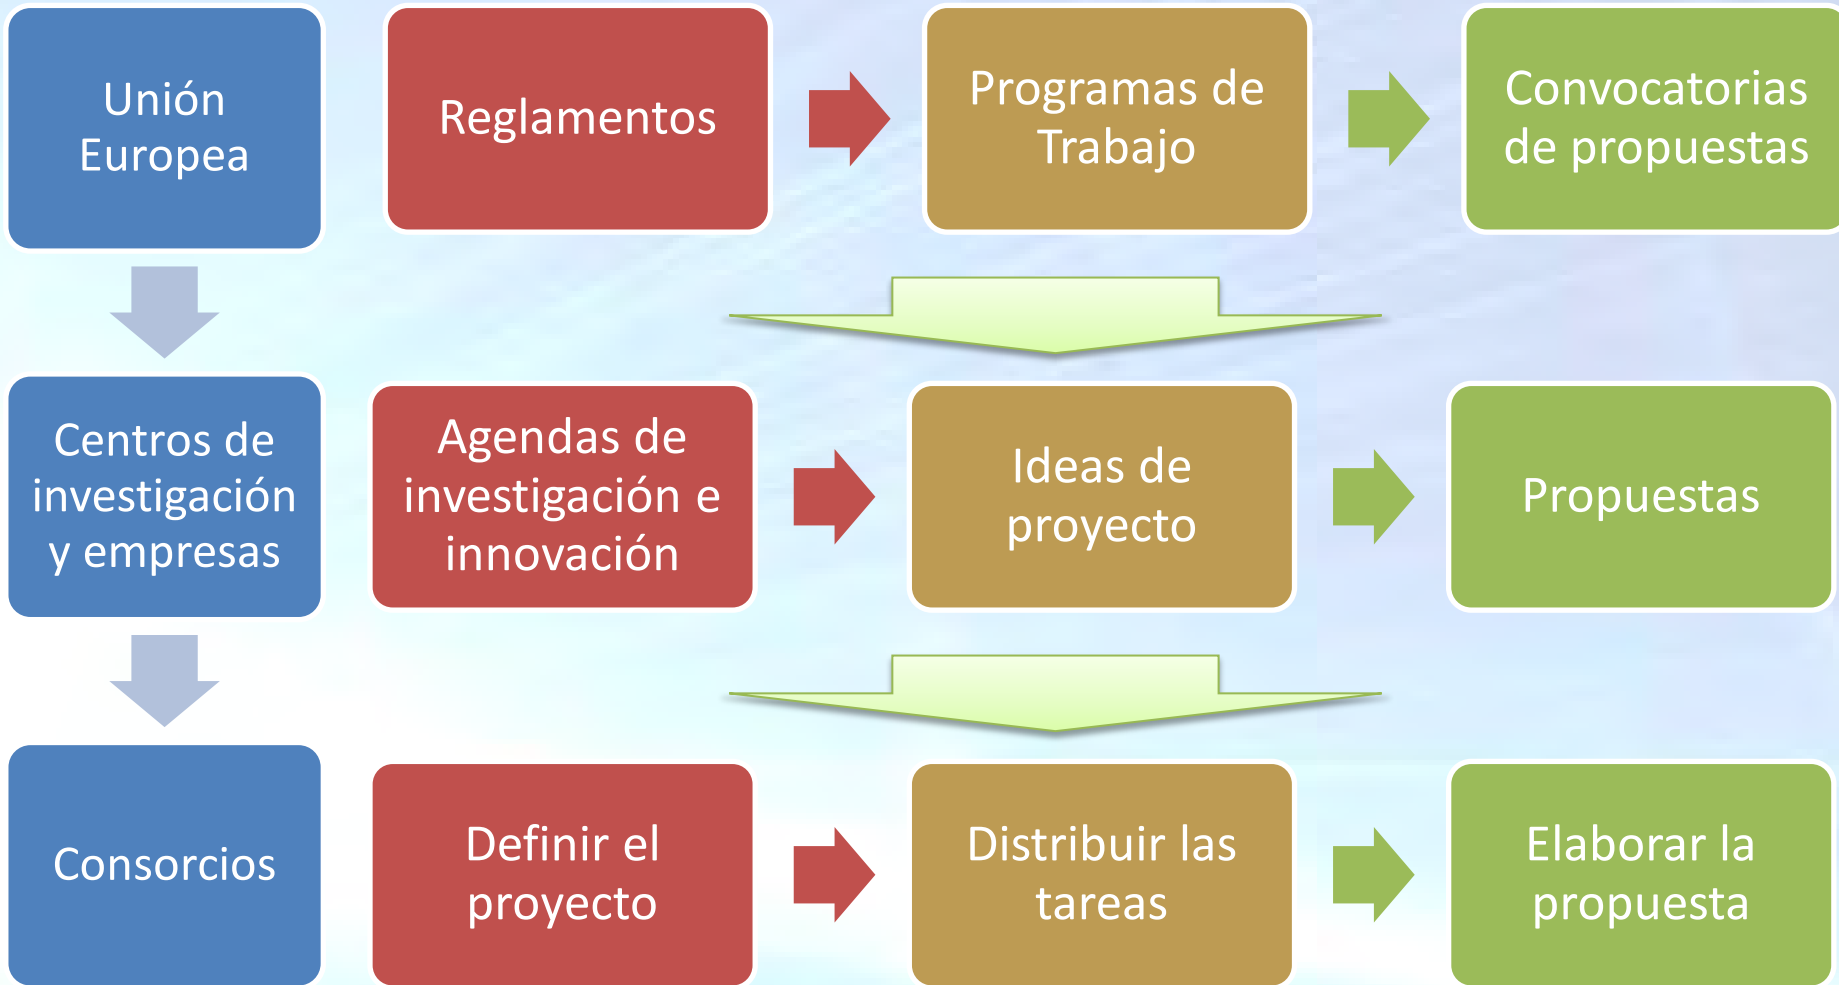 Unión
Europea
Reglamentos
Programas de
Trabajo
Convocatorias
de propuestas
Centros de
investigación
y empresas
Agendas de
investigación e
innovación
Ideas de
proyecto
Propuestas
Consorcios
Definir el
proyecto
Distribuir las
tareas
Elaborar la
propuesta